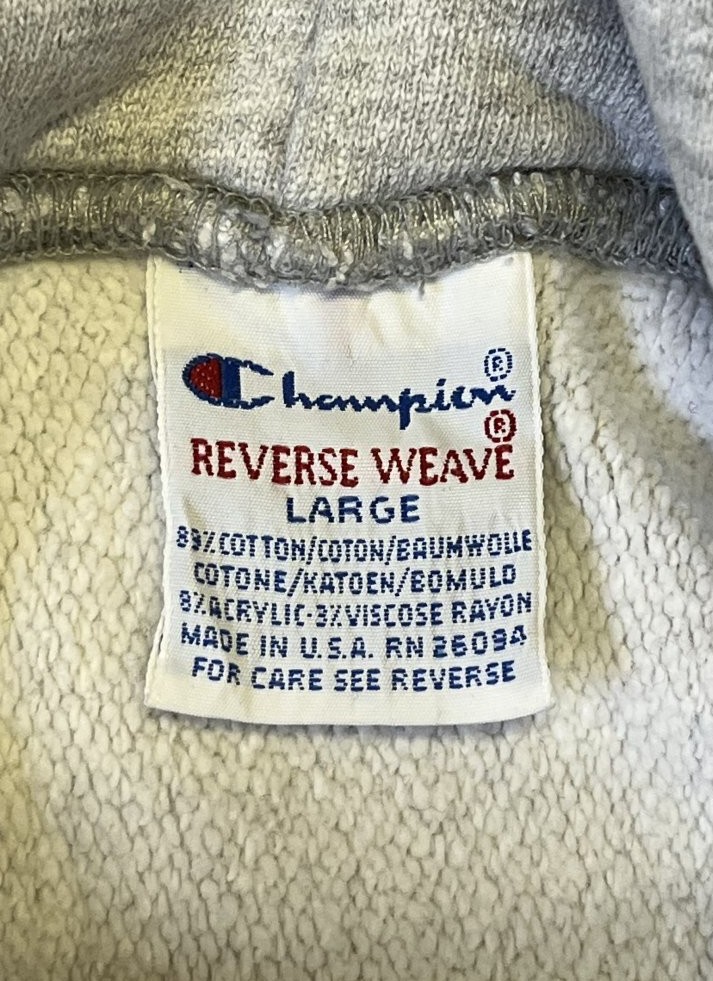 Champion®
REVERSE WEAVE®
LARGE
89% COTTON/COTON/BAUMWOLLE
COTONE/KATOEN/BOMULD
8% ACRYLIC-3% VISCOSE RAYON
MADE IN U.S.A. RN 26094
FOR CARE SEE REVERSE